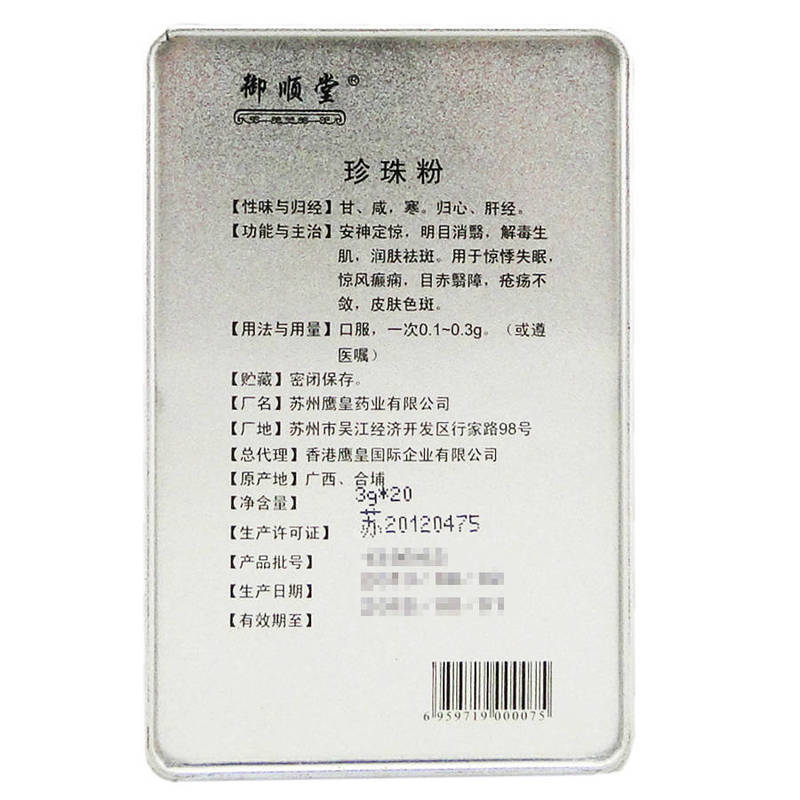 御顺堂®
珍珠粉
【性味与归经】甘、咸，寒。归心、肝经。
【功能与主治】安神定惊，明目消翳，解毒生
肌，润肤祛斑。用于惊悸失眠，
惊风癫痫，目赤翳障，疮疡不
敛，皮肤色斑。
【用法与用量】口服，一次0.1~0.3g。（或遵
医嘱）
【贮藏】密闭保存。
【厂名】苏州鹰皇药业有限公司
【厂地】苏州市吴江经济开发区行家路98号
【总代理】香港鹰皇国际企业有限公司
【原产地】广西、合埔
【净含量】 3g*20
【生产许可证】 苏20120475
【产品批号】
【生产日期】
【有效期至】
6 959719 000075